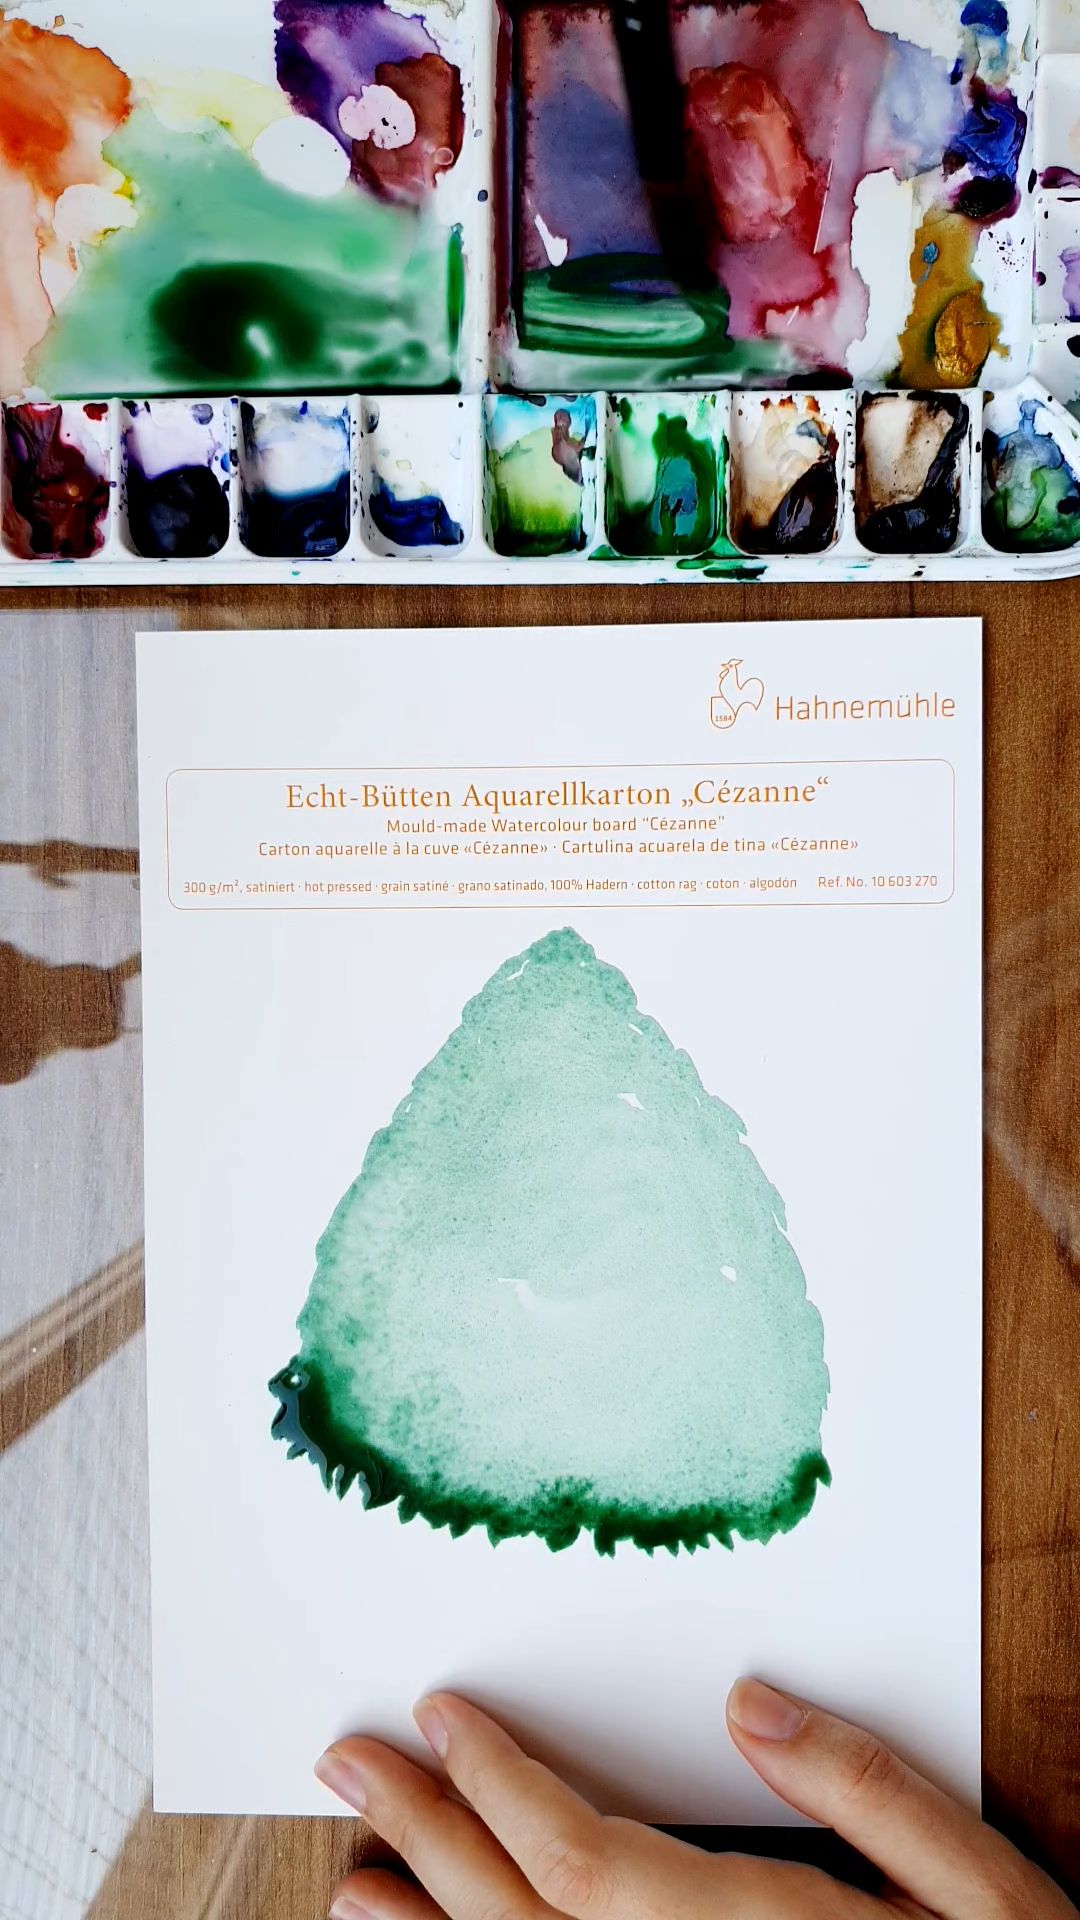 1584
Hahnemühle
Echt-Bütten Aquarellkarton „Cézanne“
Mould-made Watercolour board “Cézanne”
Carton aquarelle à la cuve «Cézanne» · Cartulina acuarela de tina «Cézanne»
300 g/m², satiniert · hot pressed · grain satiné · grano satinado, 100% Hadern · cotton rag · coton · algodón Ref. No. 10 603 270